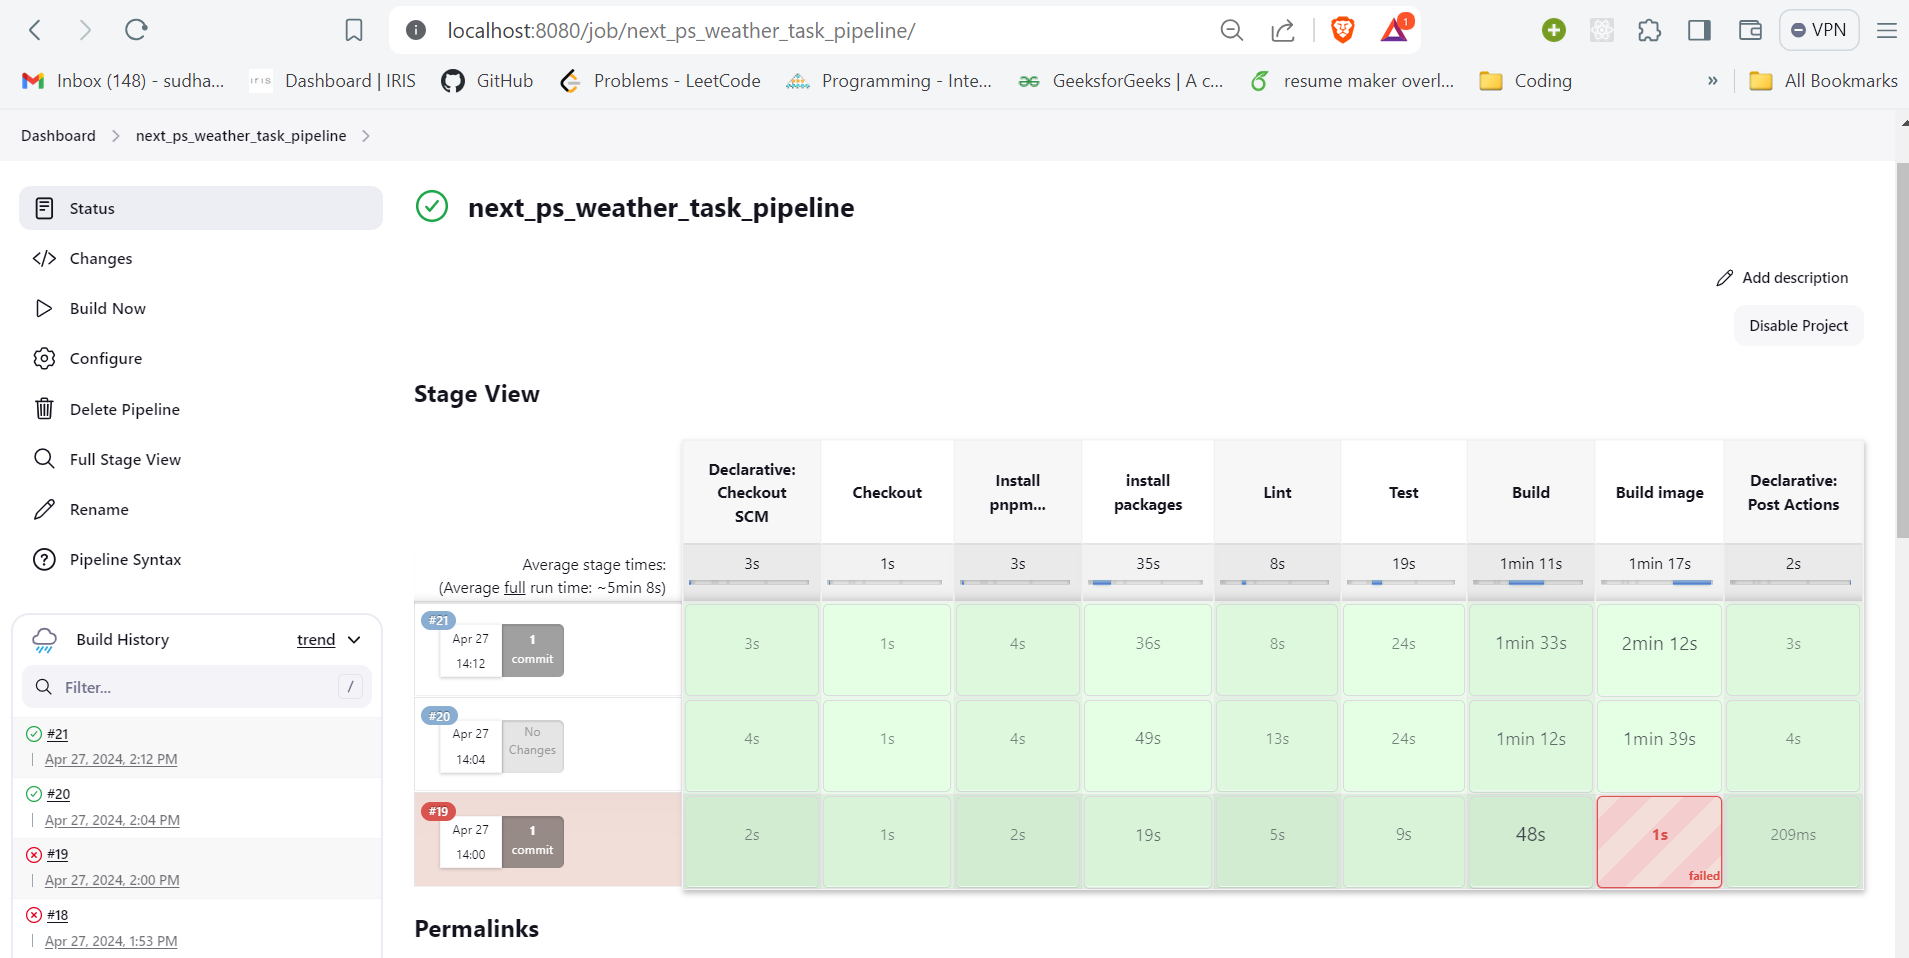 localhost:8080/job/next_ps_weather_task_pipeline/
1
VPN
Inbox (148) - sudha...
iris
Dashboard | IRIS
GitHub
Problems - LeetCode
Programming - Inte...
GeeksforGeeks | A c...
resume maker overl...
Coding
»
All Bookmarks
Dashboard
next_ps_weather_task_pipeline
Status
Changes
Build Now
Configure
Delete Pipeline
Full Stage View
Rename
Pipeline Syntax
Build History
trend
Filter...
/
#21
Apr 27, 2024, 2:12 PM
#20
Apr 27, 2024, 2:04 PM
#19
Apr 27, 2024, 2:00 PM
#18
Apr 27, 2024, 1:53 PM
next_ps_weather_task_pipeline
Add description
Disable Project
Stage View
Declarative:
Checkout
SCM
Checkout
Install
pnpm...
install
packages
Lint
Test
Build
Build image
Declarative:
Post Actions
Average stage times:
(Average full run time: ~5min 8s)
3s
1s
3s
35s
8s
19s
1min 11s
1min 17s
2s
#21
Apr 27
14:12
1
commit
3s
1s
4s
36s
8s
24s
1min 33s
2min 12s
3s
#20
Apr 27
14:04
No
Changes
4s
1s
4s
49s
13s
24s
1min 12s
1min 39s
4s
#19
Apr 27
14:00
1
commit
2s
1s
2s
19s
5s
9s
48s
1s
failed
209ms
Permalinks